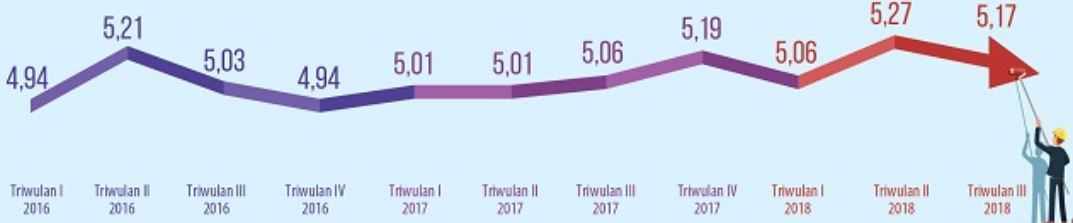 4,94
5,21
5,03
4,94
5,01
5,01
5,06
5,19
5,06
5,27
5,17
Triwulan I
2016
Triwulan II
2016
Triwulan III
2016
Triwulan IV
2016
Triwulan I
2017
Triwulan II
2017
Triwulan III
2017
Triwulan IV
2017
Triwulan I
2018
Triwulan II
2018
Triwulan III
2018